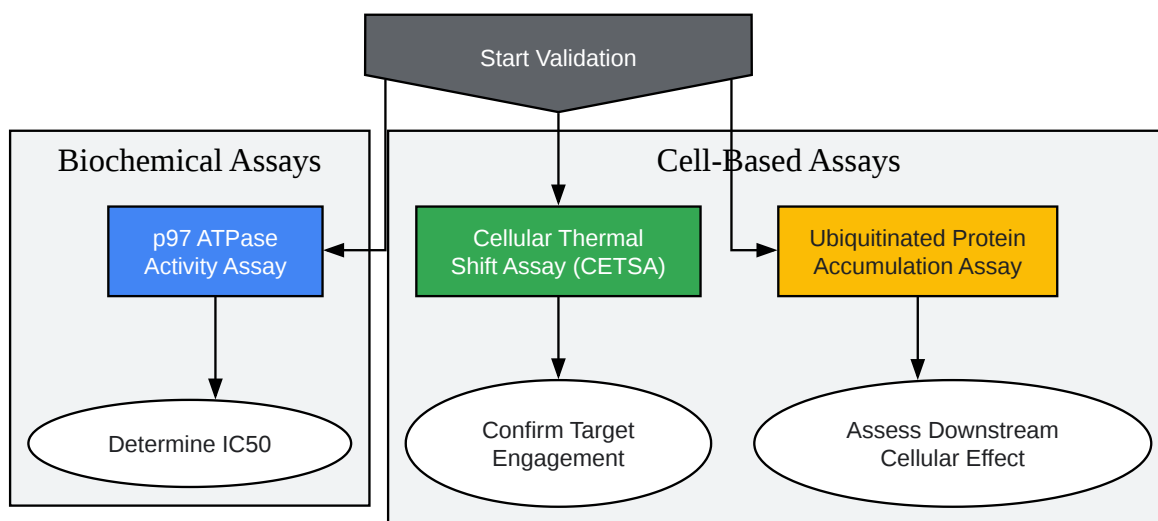 Start Validation
Biochemical Assays
Cell-Based Assays
p97 ATPase
Activity Assay
Cellular Thermal
Shift Assay (CETSA)
Ubiquitinated Protein
Accumulation Assay
Determine IC50
Confirm Target
Engagement
Assess Downstream
Cellular Effect